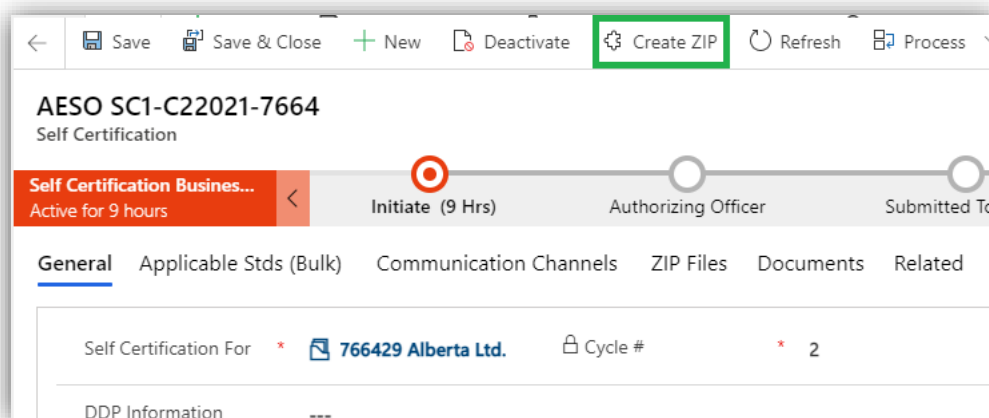 Save Save & Close New Deactivate Create ZIP Refresh Process
AESO SC1-C22021-7664
Self Certification
Self Certification Busines...
Active for 9 hours
Initiate (9 Hrs) Authorizing Officer Submitted To
General Applicable Stds (Bulk) Communication Channels ZIP Files Documents Related
Self Certification For * 766429 Alberta Ltd. Cycle # * 2
DDP Information ---